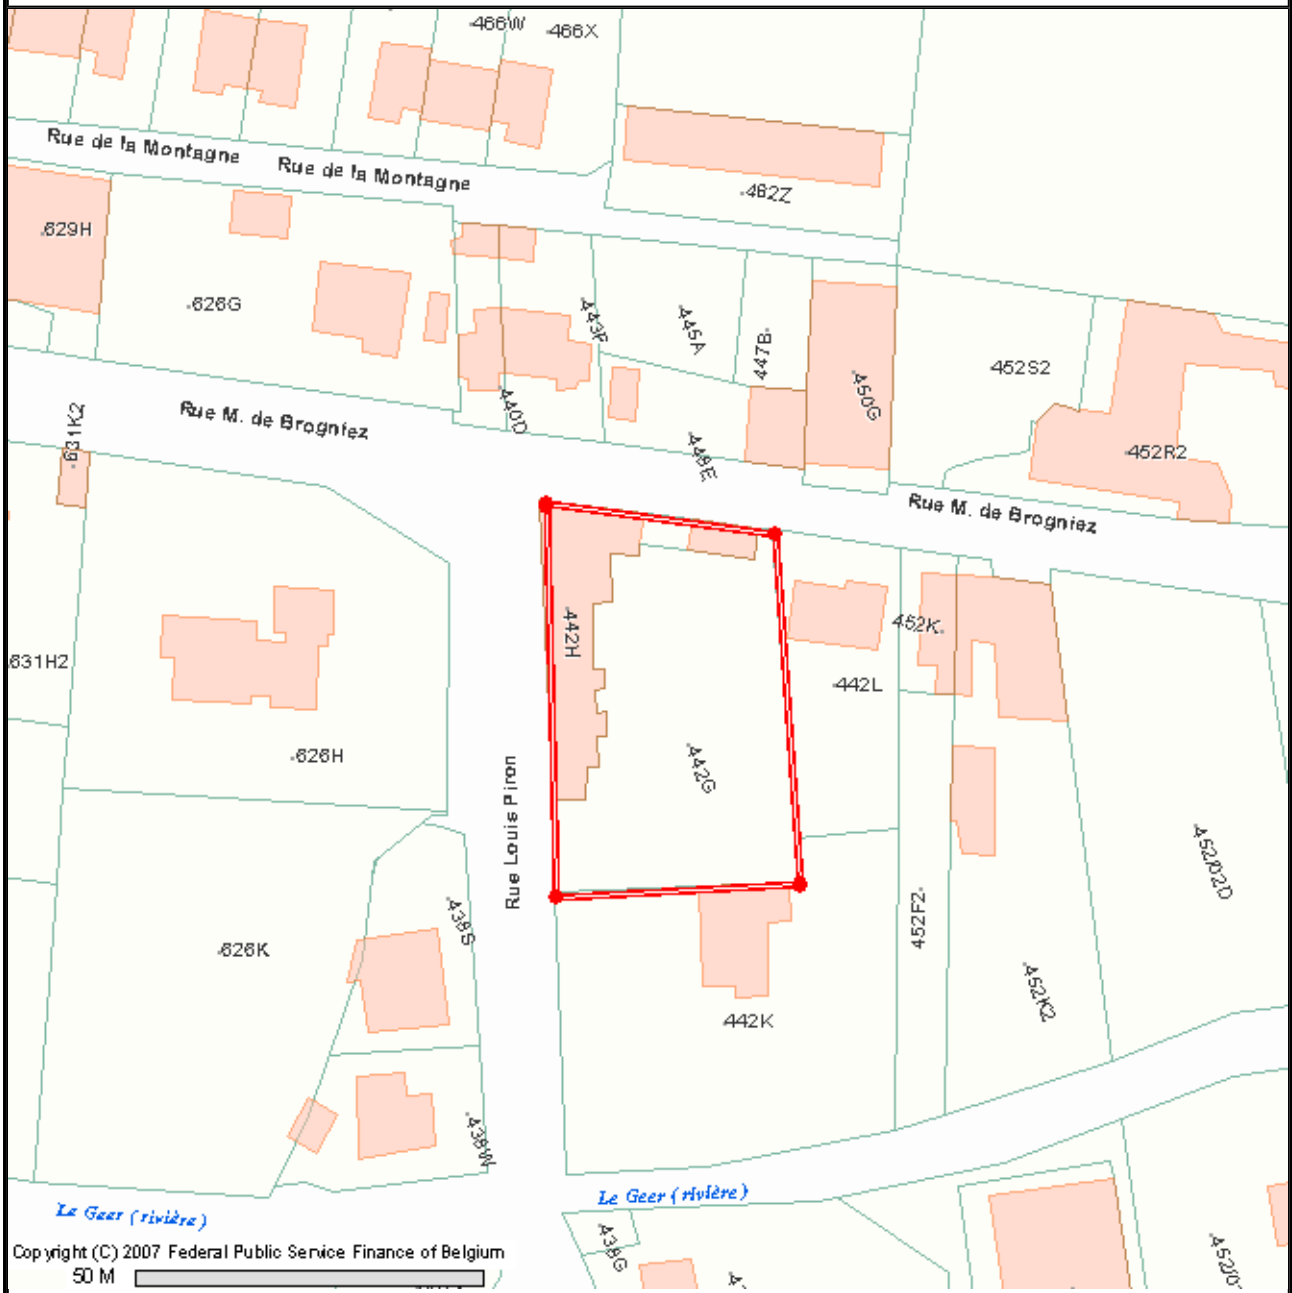 466W
466X
Rue de la Montagne
Rue de la Montagne
462Z
629H
626G
443F
445A
447B
452S2
450G
440D
Rue M. de Brogniez
631K2
448E
452R2
Rue M. de Brogniez
442H
452K
631H2
442L
626H
442G
Rue Louis Piron
452/02D
438S
452F2
626K
452K2
442K
438W
Le Geer (rivière)
Le Geer (rivière)
438G
Copyright (C) 2007 Federal Public Service Finance of Belgium
50 M